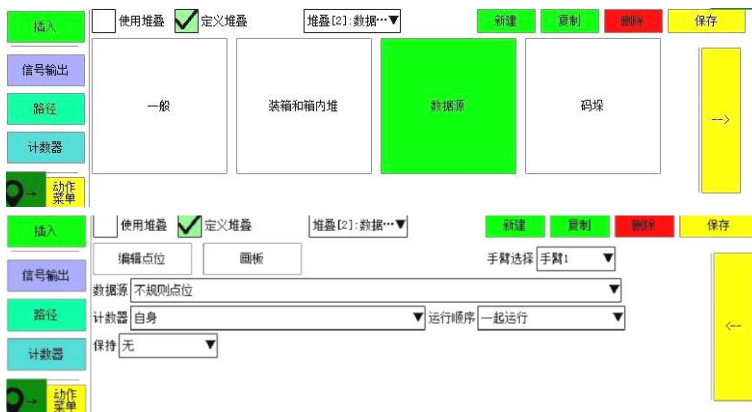 插入 使用堆叠 定义堆叠 堆叠[2]:数据…▼ 新建 复制 删除 保存
信号输出
路径 一般 装箱和箱内堆 数据源 码垛 -->
计数器
动作
菜单
插入 使用堆叠 定义堆叠 堆叠[2]:数据…▼ 新建 复制 删除 保存
编辑点位 画板 手臂选择 手臂1 ▼
信号输出
数据源 不规则点位 ▼
路径 计数器 自身 ▼ 运行顺序 一起运行 ▼ <--
计数器 保持 无 ▼
动作
菜单